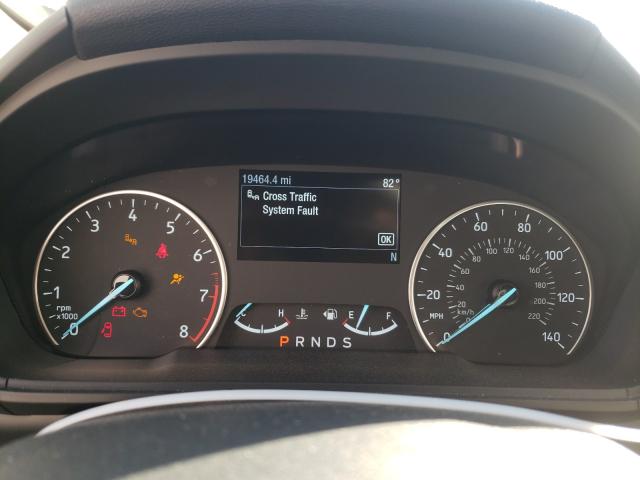 19464.4 mi 82°
Cross Traffic
System Fault
OK
N
0 1 2 3 4 5 6 7 8
rpm
x1000
C H E F
P R N D S
0 20 40 60 80 100 120 140
MPH
km/h
0 20 40 60 80 100 120 140 160 180 200 220